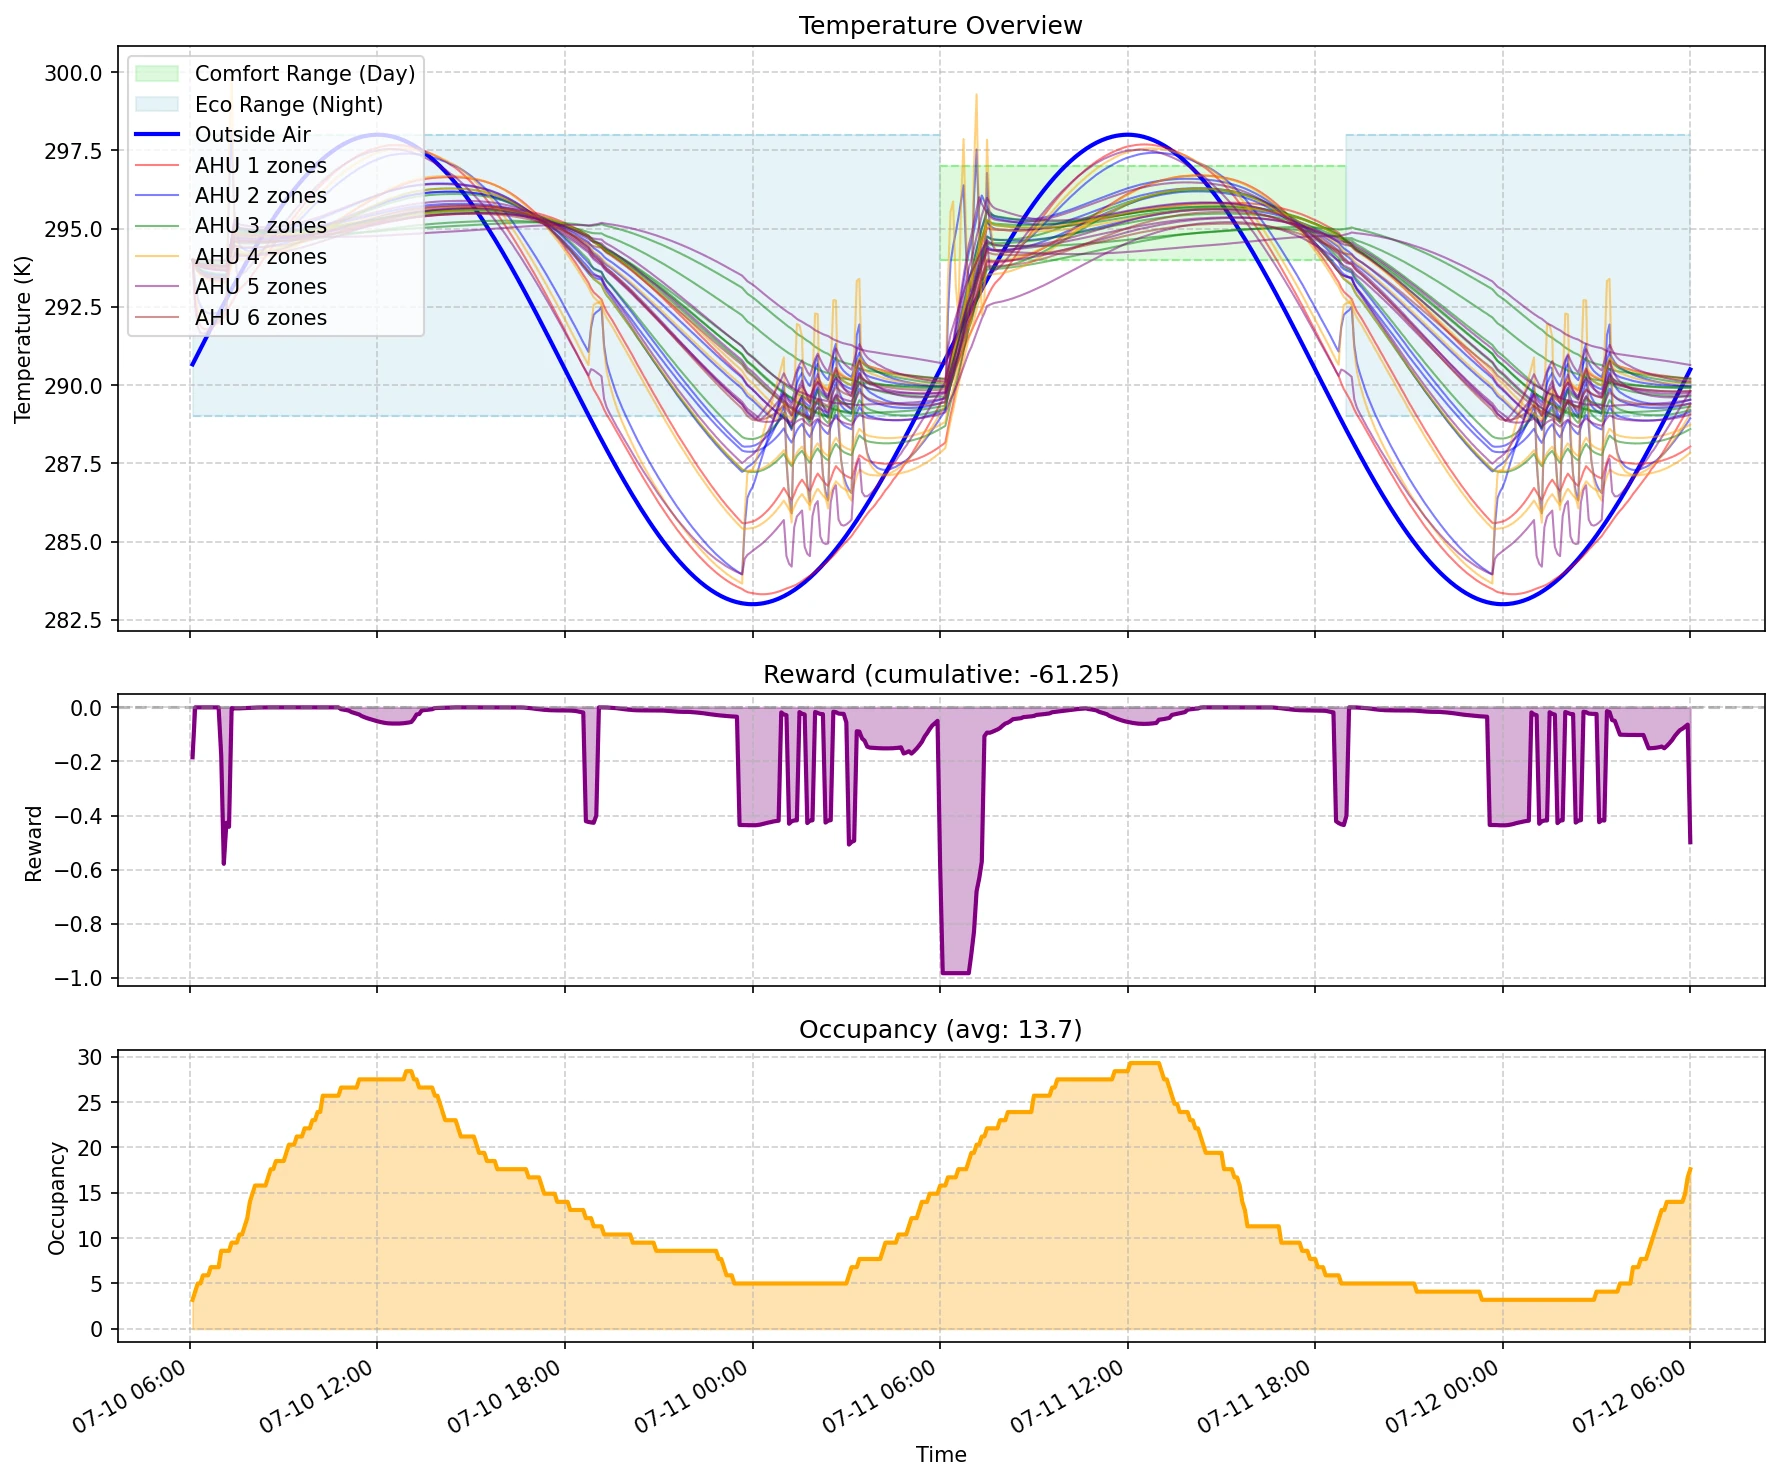 Temperature Overview
Temperature (K)
300.0
297.5
295.0
292.5
290.0
287.5
285.0
282.5
Comfort Range (Day)
Eco Range (Night)
Outside Air
AHU 1 zones
AHU 2 zones
AHU 3 zones
AHU 4 zones
AHU 5 zones
AHU 6 zones
Reward (cumulative: -61.25)
Reward
0.0
−0.2
−0.4
−0.6
−0.8
−1.0
Occupancy (avg: 13.7)
Occupancy
30
25
20
15
10
5
0
07-10 06:00
07-10 12:00
07-10 18:00
07-11 00:00
07-11 06:00
07-11 12:00
07-11 18:00
07-12 00:00
07-12 06:00
Time